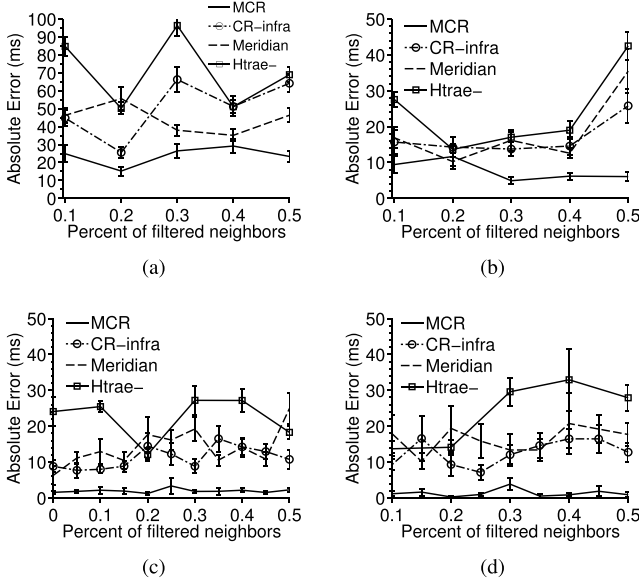 MCR
CR−infra
Meridian
Htrae−
Absolute Error (ms)
100
90
80
70
60
50
40
30
20
10
0
0.1 0.2 0.3 0.4 0.5
Percent of filtered neighbors
(a)
MCR
CR−infra
Meridian
Htrae−
Absolute Error (ms)
50
40
30
20
10
0
0.1 0.2 0.3 0.4 0.5
Percent of filtered neighbors
(b)
MCR
CR−infra
Meridian
Htrae−
Absolute Error (ms)
50
40
30
20
10
0
0 0.1 0.2 0.3 0.4 0.5
Percent of filtered neighbors
(c)
MCR
CR−infra
Meridian
Htrae−
Absolute Error (ms)
50
40
30
20
10
0
0.1 0.2 0.3 0.4 0.5
Percent of filtered neighbors
(d)